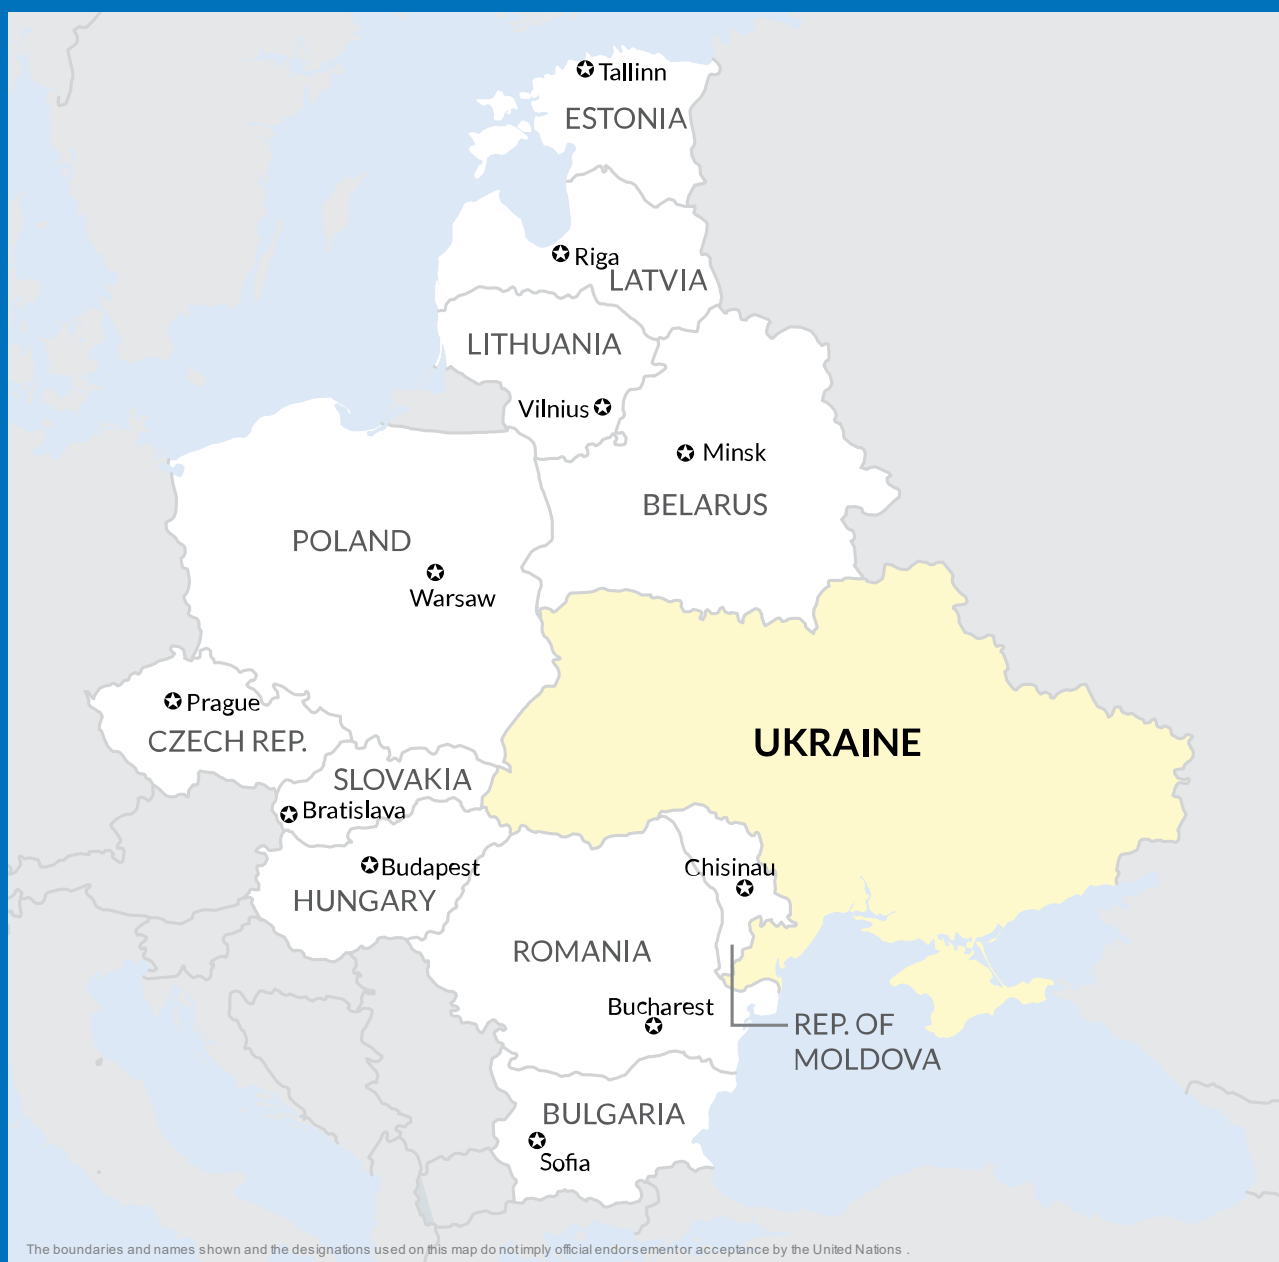 Tallinn
ESTONIA
Riga
LATVIA
LITHUANIA
Vilnius
Minsk
BELARUS
POLAND
Warsaw
Prague
CZECH REP.
UKRAINE
SLOVAKIA
Bratislava
Budapest
HUNGARY
Chisinau
ROMANIA
Bucharest
REP. OF
MOLDOVA
BULGARIA
Sofia
The boundaries and names shown and the designations used on this map do not imply official endorsement or acceptance by the United Nations .